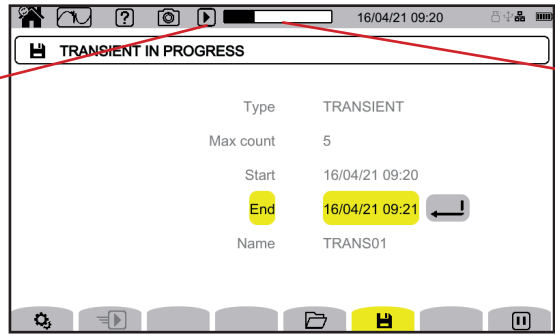 16/04/21 09:20
TRANSIENT IN PROGRESS
Type TRANSIENT
Max count 5
Start 16/04/21 09:20
End 16/04/21 09:21
Name TRANS01